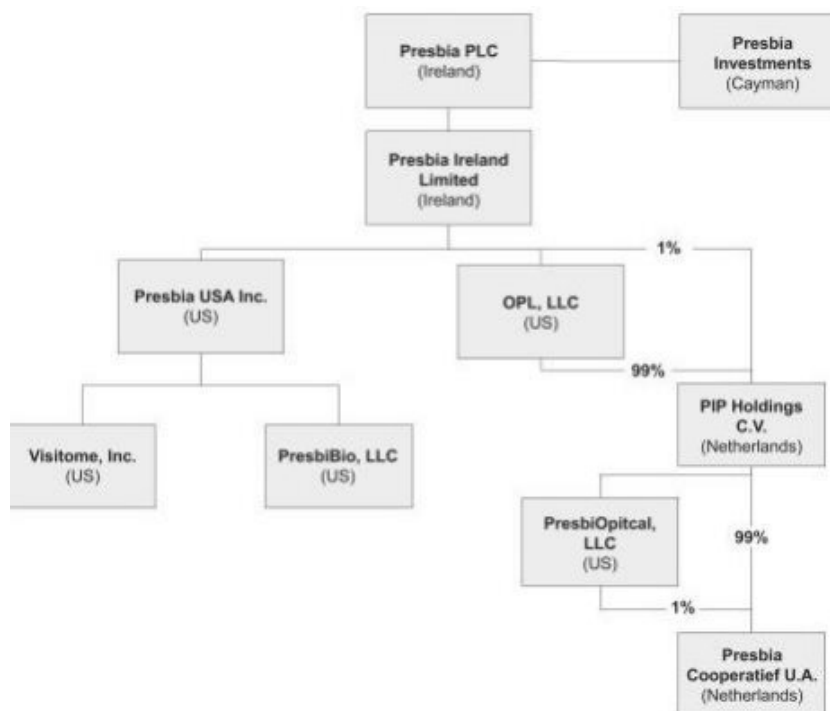 Presbia PLC
(Ireland)
Presbia
Investments
(Cayman)
Presbia Ireland
Limited
(Ireland)
1%
Presbia USA Inc.
(US)
OPL, LLC
(US)
99%
PIP Holdings
C.V.
(Netherlands)
Visitome, Inc.
(US)
PresbiBio, LLC
(US)
PresbiOpitcal,
LLC
(US)
99%
1%
Presbia
Cooperatief U.A.
(Netherlands)